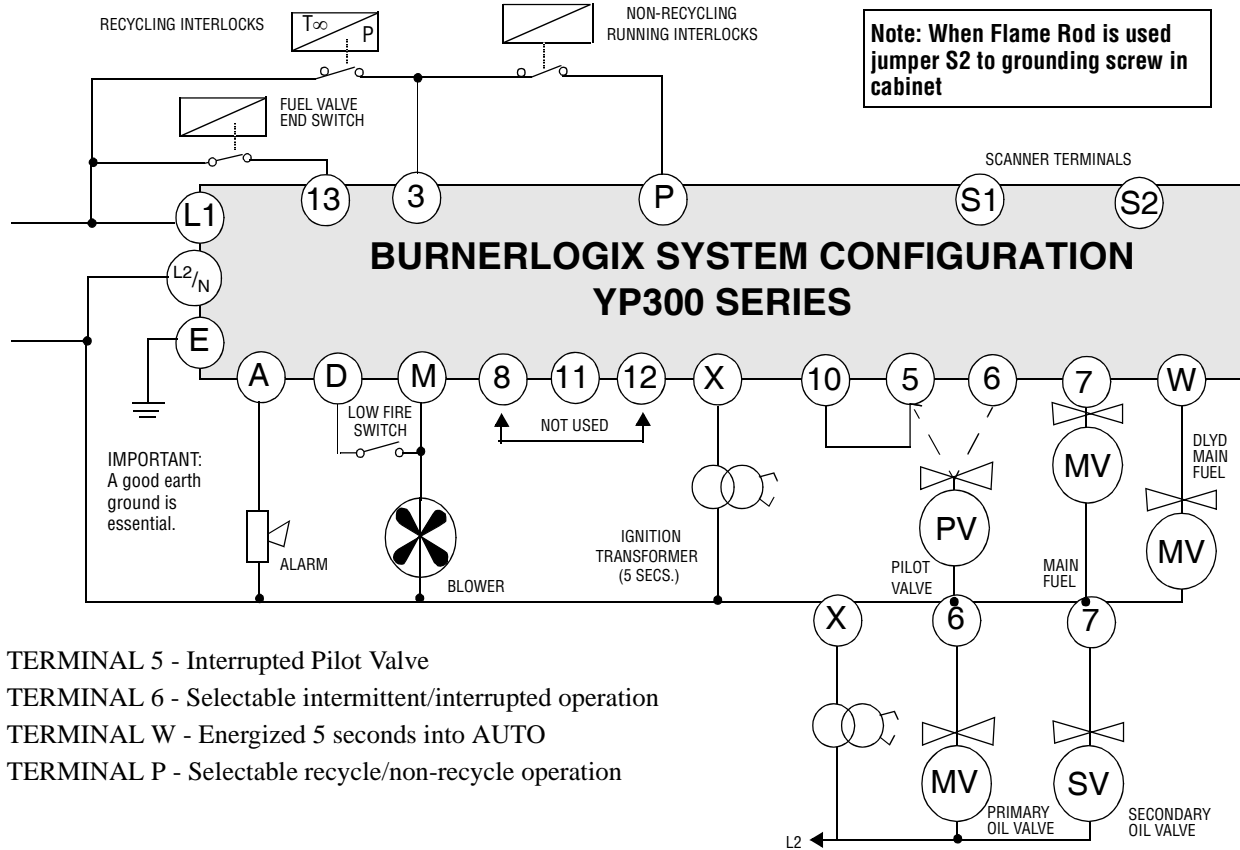 RECYCLING INTERLOCKS
T∞
P
NON-RECYCLING
RUNNING INTERLOCKS
Note: When Flame Rod is used
jumper S2 to grounding screw in
cabinet
FUEL VALVE
END SWITCH
SCANNER TERMINALS
L1
13
3
P
S1
S2
L2/N
BURNERLOGIX SYSTEM CONFIGURATION
YP300 SERIES
E
A
D
M
8
11
12
X
10
5
6
7
W
LOW FIRE
SWITCH
NOT USED
IMPORTANT:
A good earth
ground is
essential.
ALARM
BLOWER
IGNITION
TRANSFORMER
(5 SECS.)
PV
PILOT
VALVE
MV
MAIN
FUEL
DLYD
MAIN
FUEL
MV
X
6
7
TERMINAL 5 - Interrupted Pilot Valve
TERMINAL 6 - Selectable intermittent/interrupted operation
TERMINAL W - Energized 5 seconds into AUTO
TERMINAL P - Selectable recycle/non-recycle operation
MV
PRIMARY
OIL VALVE
SV
SECONDARY
OIL VALVE
L2